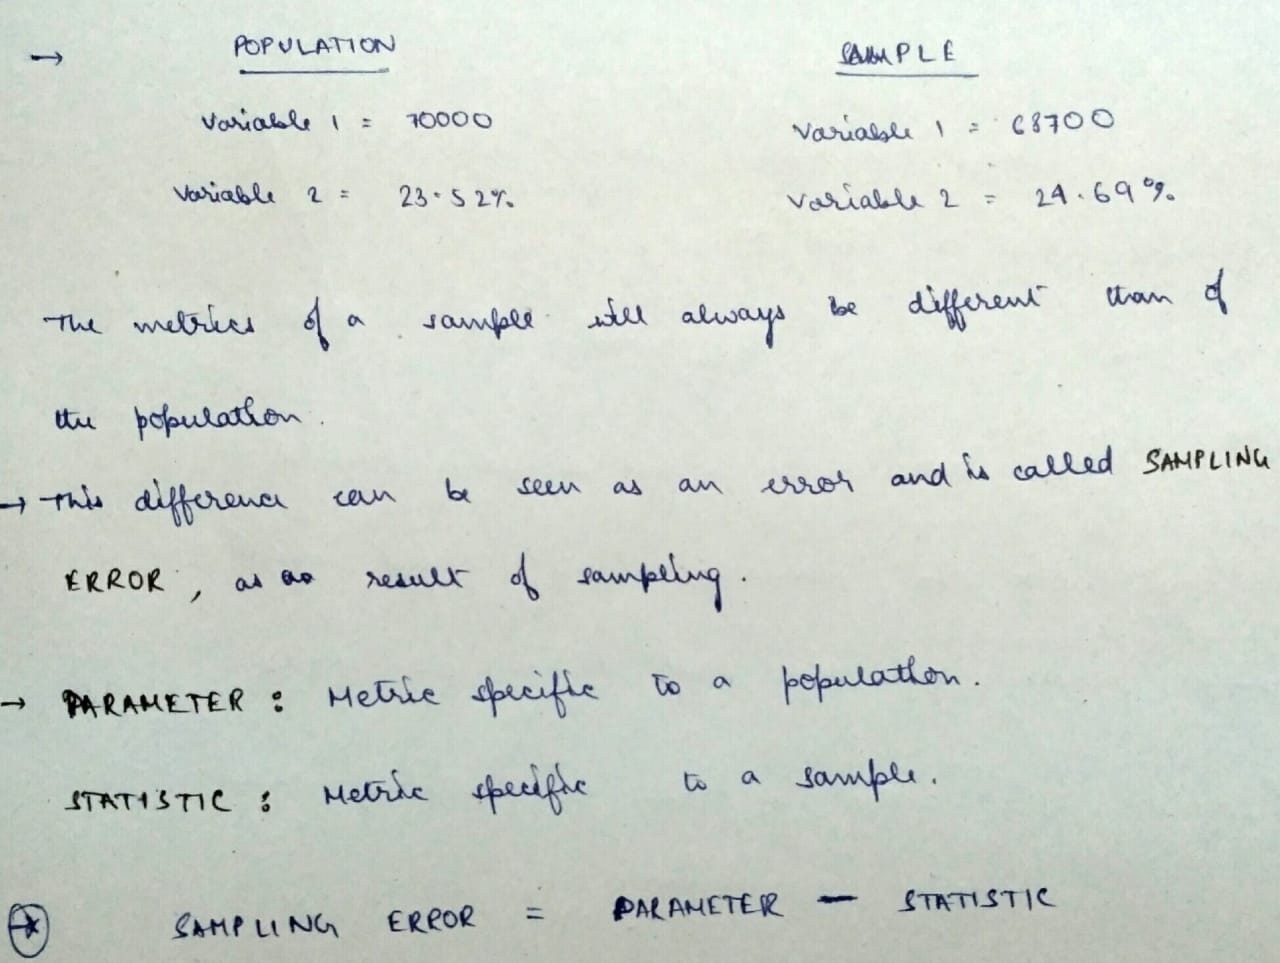 → POPULATION SAMPLE
Variable 1 = 70000 Variable 1 = 68700
Variable 2 = 23.52% Variable 2 = 24.69%
The metrics of a sample will always be different than of
the population.
→ This difference can be seen as an error and is called SAMPLING
ERROR, as a result of sampling.
→ PARAMETER : Metric specific to a population.
STATISTIC : Metric specific to a sample.
* SAMPLING ERROR = PARAMETER – STATISTIC